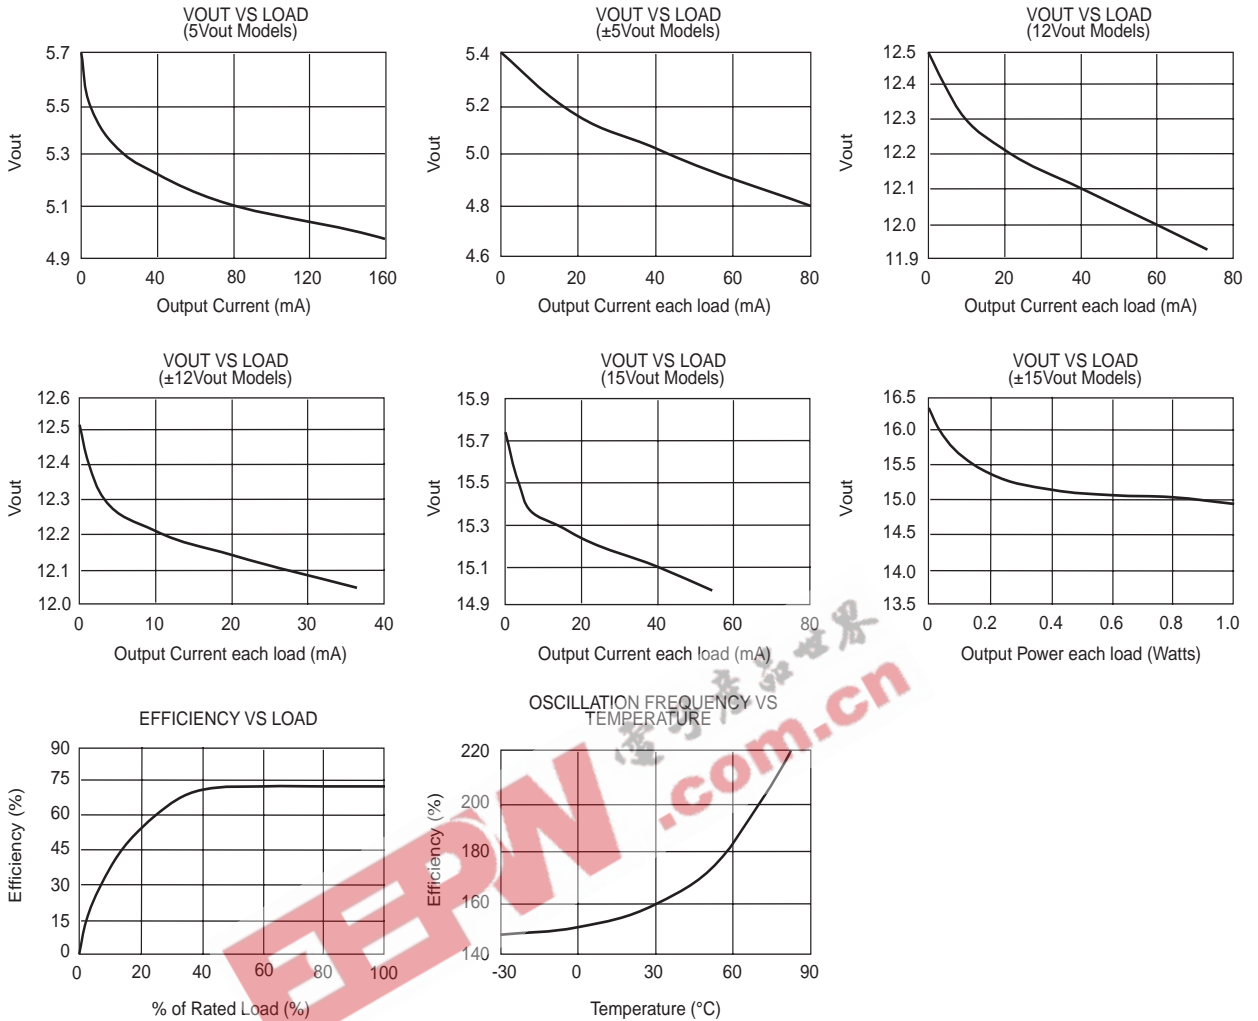 VOUT VS LOAD
(5Vout Models)
5.7
5.5
5.3
5.1
4.9
Vout
0 40 80 120 160
Output Current (mA)
VOUT VS LOAD
(±5Vout Models)
5.4
5.2
5.0
4.8
4.6
Vout
0 20 40 60 80
Output Current each load (mA)
VOUT VS LOAD
(12Vout Models)
12.5
12.4
12.3
12.2
12.1
12.0
11.9
Vout
0 20 40 60 80
Output Current each load (mA)
VOUT VS LOAD
(±12Vout Models)
12.6
12.5
12.4
12.3
12.2
12.1
12.0
Vout
0 10 20 30 40
Output Current each load (mA)
VOUT VS LOAD
(15Vout Models)
15.9
15.7
15.5
15.3
15.1
14.9
Vout
0 20 40 60 80
Output Current each load (mA)
VOUT VS LOAD
(±15Vout Models)
16.5
16.0
15.5
15.0
14.5
14.0
13.5
Vout
0 0.2 0.4 0.6 0.8 1.0
Output Power each load (Watts)
EFFICIENCY VS LOAD
90
75
60
45
30
15
0
Efficiency (%)
0 20 40 60 80 100
% of Rated Load (%)
OSCILLATION FREQUENCY VS
TEMPERATURE
220
200
180
160
140
Efficiency (%)
-30 0 30 60 90
Temperature (°C)
EEPW
.com.cn
产品世界